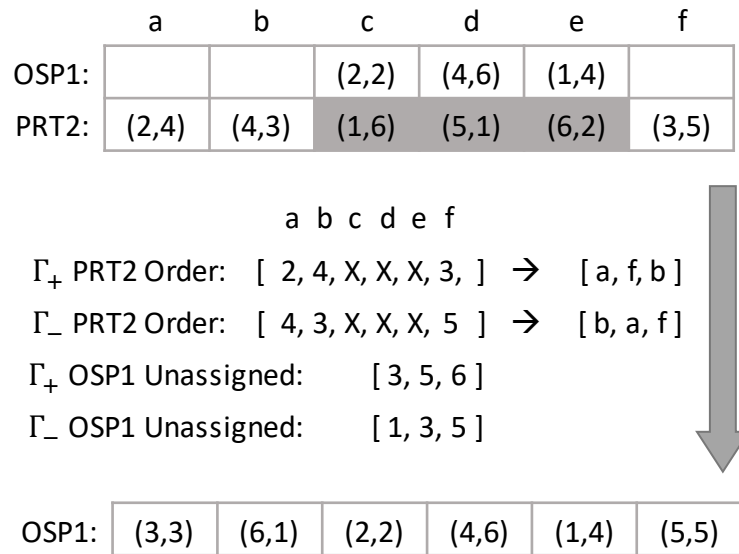 a b c d e f
OSP1: (2,2) (4,6) (1,4)
PRT2: (2,4) (4,3) (1,6) (5,1) (6,2) (3,5)
a b c d e f
Γ₊ PRT2 Order: [ 2, 4, X, X, X, 3, ] → [ a, f, b ]
Γ₋ PRT2 Order: [ 4, 3, X, X, X, 5 ] → [ b, a, f ]
Γ₊ OSP1 Unassigned: [ 3, 5, 6 ]
Γ₋ OSP1 Unassigned: [ 1, 3, 5 ]
OSP1: (3,3) (6,1) (2,2) (4,6) (1,4) (5,5)